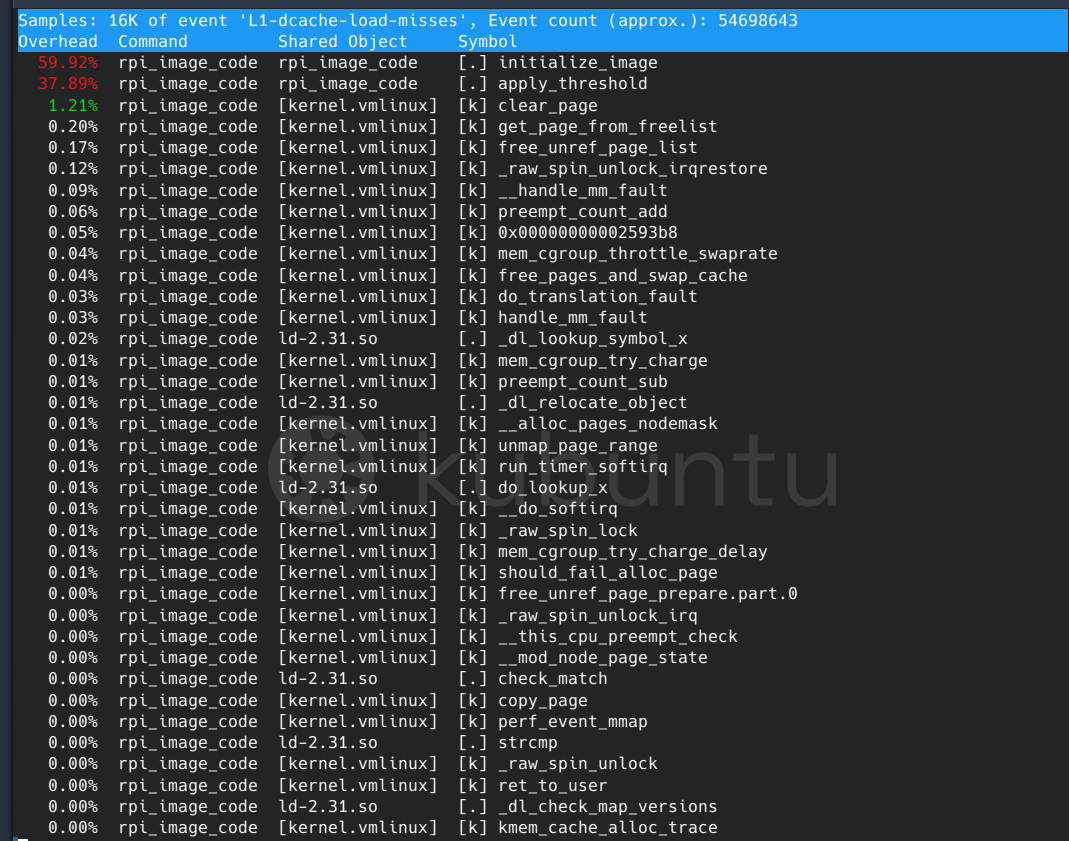 Samples: 16K of event 'L1-dcache-load-misses', Event count (approx.): 54698643
Overhead  Command       Shared Object     Symbol
59.92%  rpi_image_code  rpi_image_code    [.] initialize_image
37.89%  rpi_image_code  rpi_image_code    [.] apply_threshold
1.21%  rpi_image_code  [kernel.vmlinux]  [k] clear_page
0.20%  rpi_image_code  [kernel.vmlinux]  [k] get_page_from_freelist
0.17%  rpi_image_code  [kernel.vmlinux]  [k] free_unref_page_list
0.12%  rpi_image_code  [kernel.vmlinux]  [k] _raw_spin_unlock_irqrestore
0.09%  rpi_image_code  [kernel.vmlinux]  [k] __handle_mm_fault
0.06%  rpi_image_code  [kernel.vmlinux]  [k] preempt_count_add
0.05%  rpi_image_code  [kernel.vmlinux]  [k] 0x00000000002593b8
0.04%  rpi_image_code  [kernel.vmlinux]  [k] mem_cgroup_throttle_swaprate
0.04%  rpi_image_code  [kernel.vmlinux]  [k] free_pages_and_swap_cache
0.03%  rpi_image_code  [kernel.vmlinux]  [k] do_translation_fault
0.03%  rpi_image_code  [kernel.vmlinux]  [k] handle_mm_fault
0.02%  rpi_image_code  ld-2.31.so        [.] _dl_lookup_symbol_x
0.01%  rpi_image_code  [kernel.vmlinux]  [k] mem_cgroup_try_charge
0.01%  rpi_image_code  [kernel.vmlinux]  [k] preempt_count_sub
0.01%  rpi_image_code  ld-2.31.so        [.] _dl_relocate_object
0.01%  rpi_image_code  [kernel.vmlinux]  [k] __alloc_pages_nodemask
0.01%  rpi_image_code  [kernel.vmlinux]  [k] unmap_page_range
0.01%  rpi_image_code  [kernel.vmlinux]  [k] run_timer_softirq
0.01%  rpi_image_code  ld-2.31.so        [.] do_lookup_x
0.01%  rpi_image_code  [kernel.vmlinux]  [k] __do_softirq
0.01%  rpi_image_code  [kernel.vmlinux]  [k] _raw_spin_lock
0.01%  rpi_image_code  [kernel.vmlinux]  [k] mem_cgroup_try_charge_delay
0.01%  rpi_image_code  [kernel.vmlinux]  [k] should_fail_alloc_page
0.00%  rpi_image_code  [kernel.vmlinux]  [k] free_unref_page_prepare.part.0
0.00%  rpi_image_code  [kernel.vmlinux]  [k] _raw_spin_unlock_irq
0.00%  rpi_image_code  [kernel.vmlinux]  [k] __this_cpu_preempt_check
0.00%  rpi_image_code  [kernel.vmlinux]  [k] __mod_node_page_state
0.00%  rpi_image_code  ld-2.31.so        [.] check_match
0.00%  rpi_image_code  [kernel.vmlinux]  [k] copy_page
0.00%  rpi_image_code  [kernel.vmlinux]  [k] perf_event_mmap
0.00%  rpi_image_code  ld-2.31.so        [.] strcmp
0.00%  rpi_image_code  [kernel.vmlinux]  [k] _raw_spin_unlock
0.00%  rpi_image_code  [kernel.vmlinux]  [k] ret_to_user
0.00%  rpi_image_code  ld-2.31.so        [.] _dl_check_map_versions
0.00%  rpi_image_code  [kernel.vmlinux]  [k] kmem_cache_alloc_trace
kubuntu